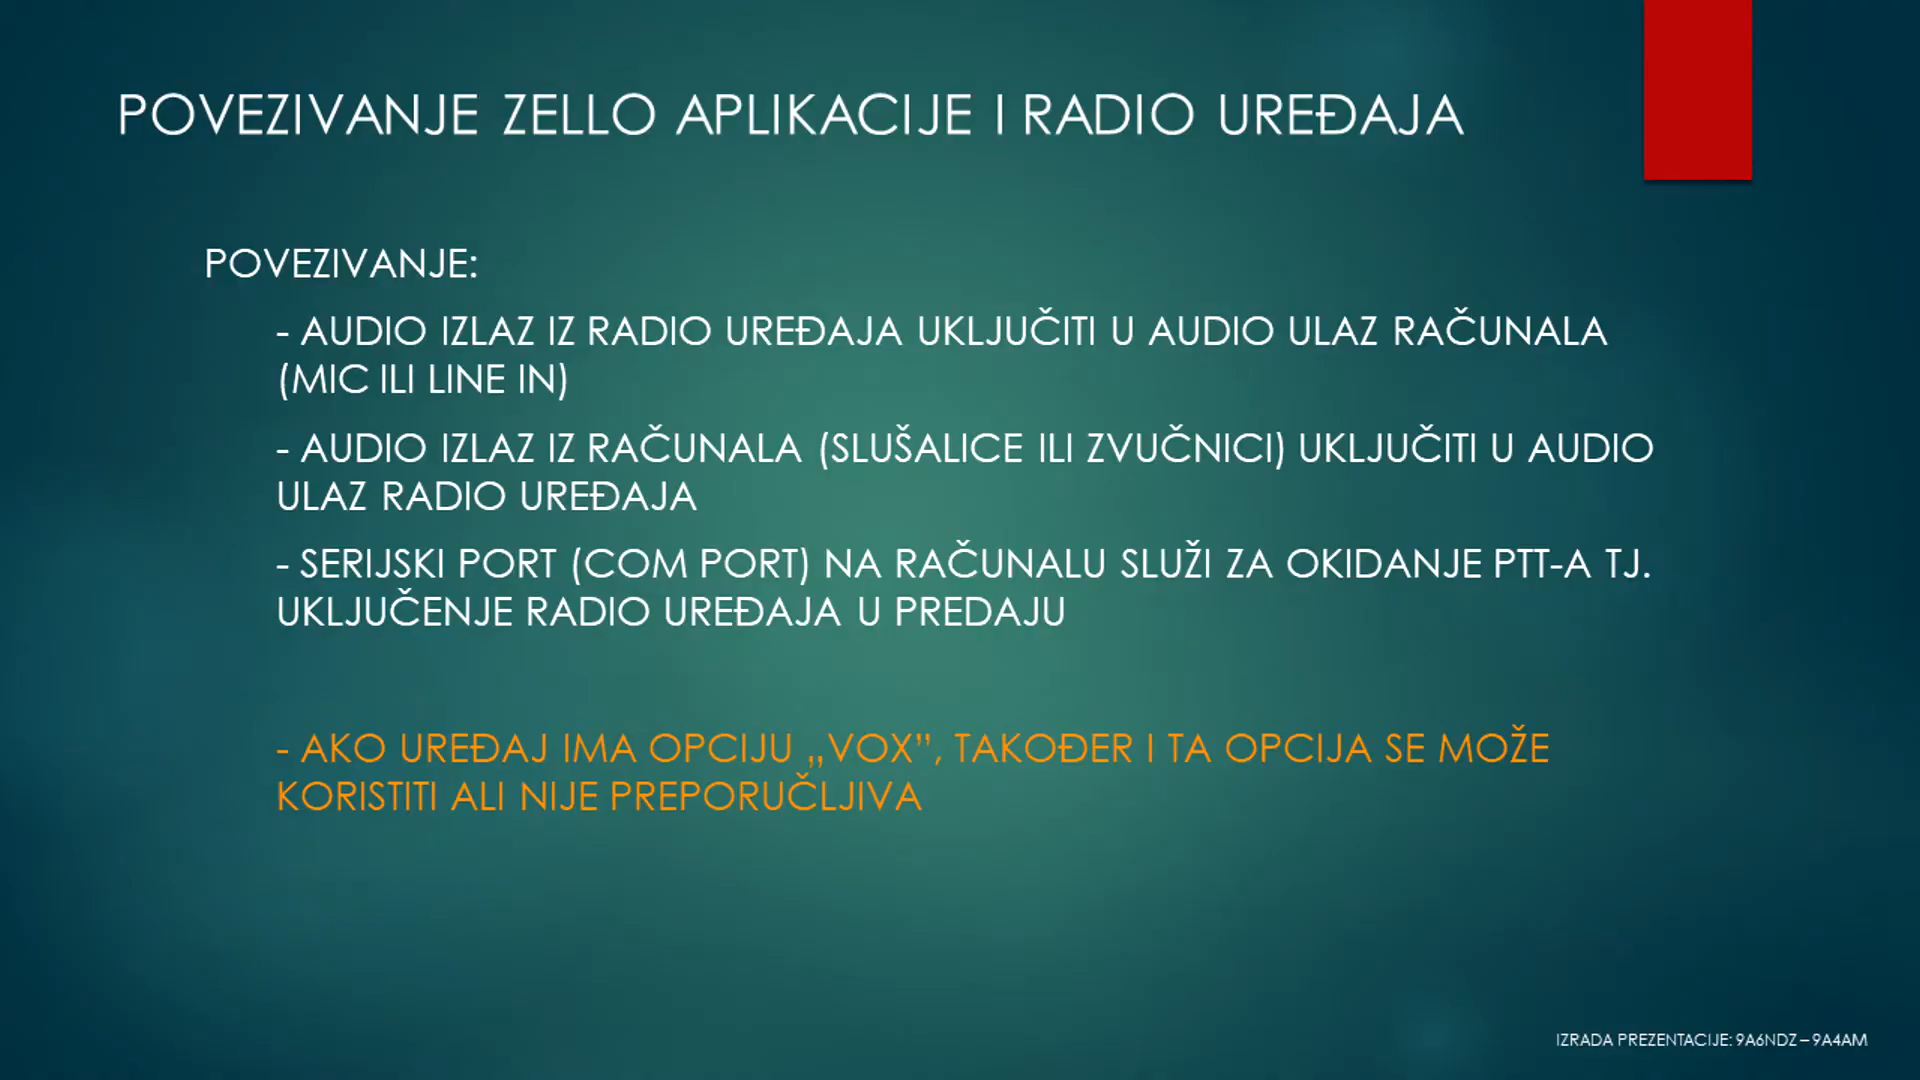 POVEZIVANJE ZELLO APLIKACIJE I RADIO UREĐAJA
POVEZIVANJE:
- AUDIO IZLAZ IZ RADIO UREĐAJA UKLJUČITI U AUDIO ULAZ RAČUNALA
(MIC ILI LINE IN)
- AUDIO IZLAZ IZ RAČUNALA (SLUŠALICE ILI ZVUČNICI) UKLJUČITI U AUDIO
ULAZ RADIO UREĐAJA
- SERIJSKI PORT (COM PORT) NA RAČUNALU SLUŽI ZA OKIDANJE PTT-A TJ.
UKLJUČENJE RADIO UREĐAJA U PREDAJU
- AKO UREĐAJ IMA OPCIJU „VOX”, TAKOĐER I TA OPCIJA SE MOŽE
KORISTITI ALI NIJE PREPORUČLJIVA
IZRADA PREZENTACIJE: 9A6NDZ – 9A4AM